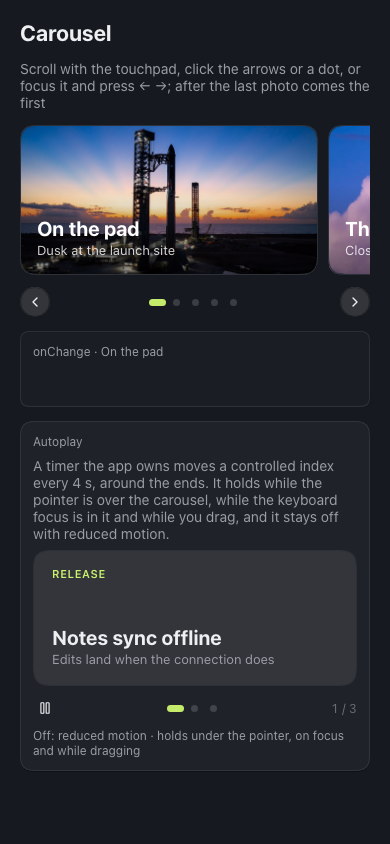 Carousel
Scroll with the touchpad, click the arrows or a dot, or
focus it and press ← →; after the last photo comes the
first
On the pad
Dusk at the launch site
Th
Clos
onChange · On the pad
Autoplay
A timer the app owns moves a controlled index
every 4 s, around the ends. It holds while the
pointer is over the carousel, while the keyboard
focus is in it and while you drag, and it stays off
with reduced motion.
RELEASE
Notes sync offline
Edits land when the connection does
1 / 3
Off: reduced motion · holds under the pointer, on focus
and while dragging